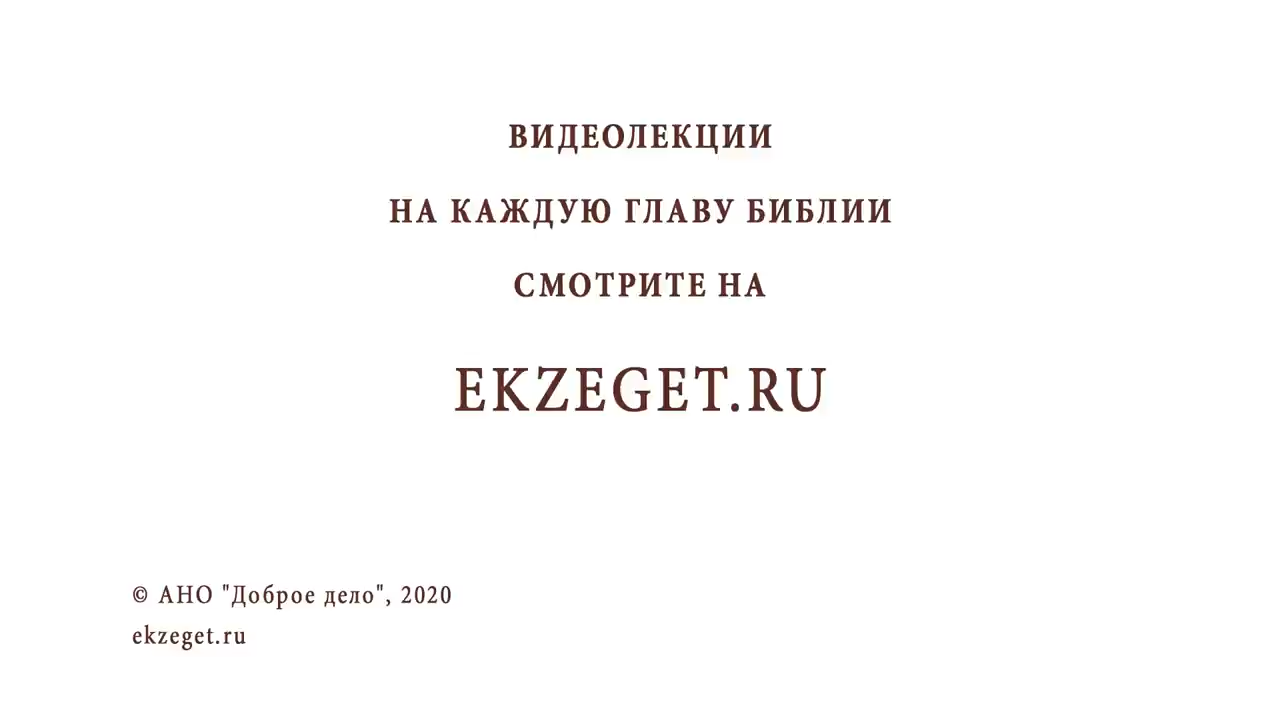 ВИДЕОЛЕКЦИИ
НА КАЖДУЮ ГЛАВУ БИБЛИИ
СМОТРИТЕ НА
EKZEGET.RU
© АНО "Доброе дело", 2020
ekzeget.ru